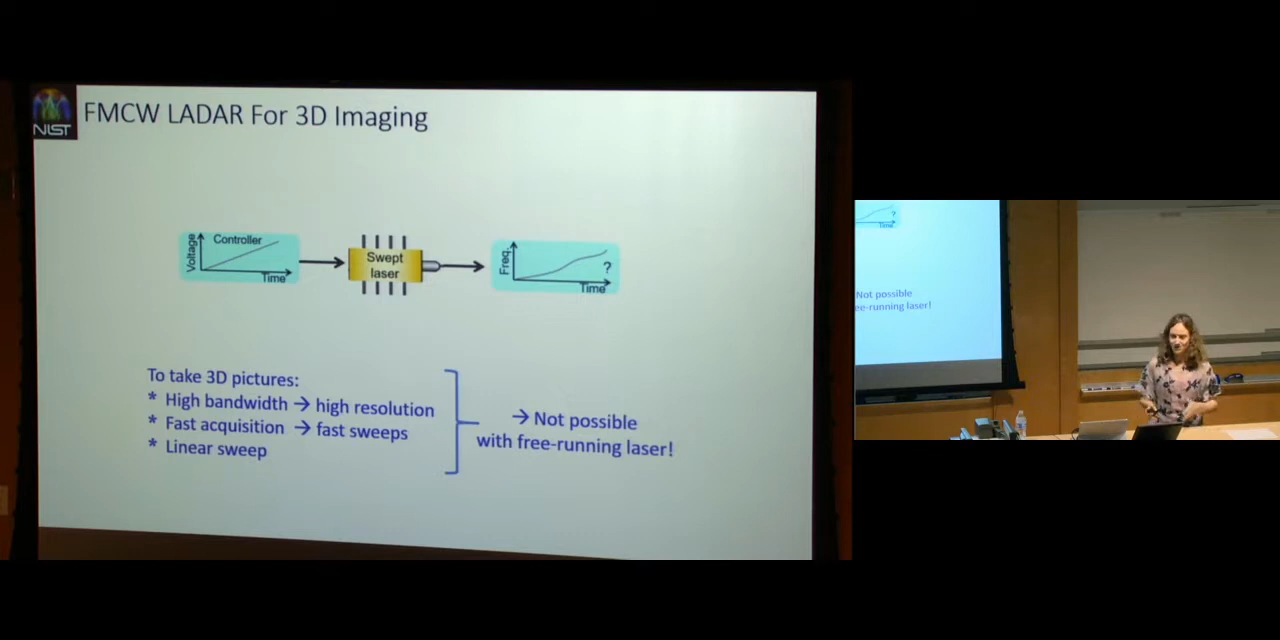 NIST
FMCW LADAR For 3D Imaging
Voltage
Controller
Time
Swept
laser
Freq.
?
Time
To take 3D pictures:
* High bandwidth → high resolution
* Fast acquisition → fast sweeps
* Linear sweep
→ Not possible
with free-running laser!
?
Time
Not possible
ee-running laser!